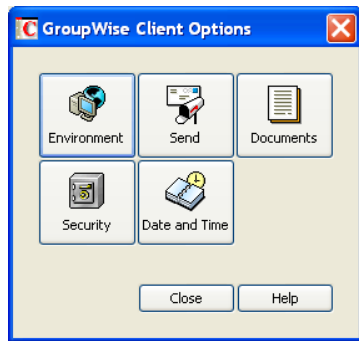 C GroupWise Client Options
Environment Send Documents
Security Date and Time
Close Help